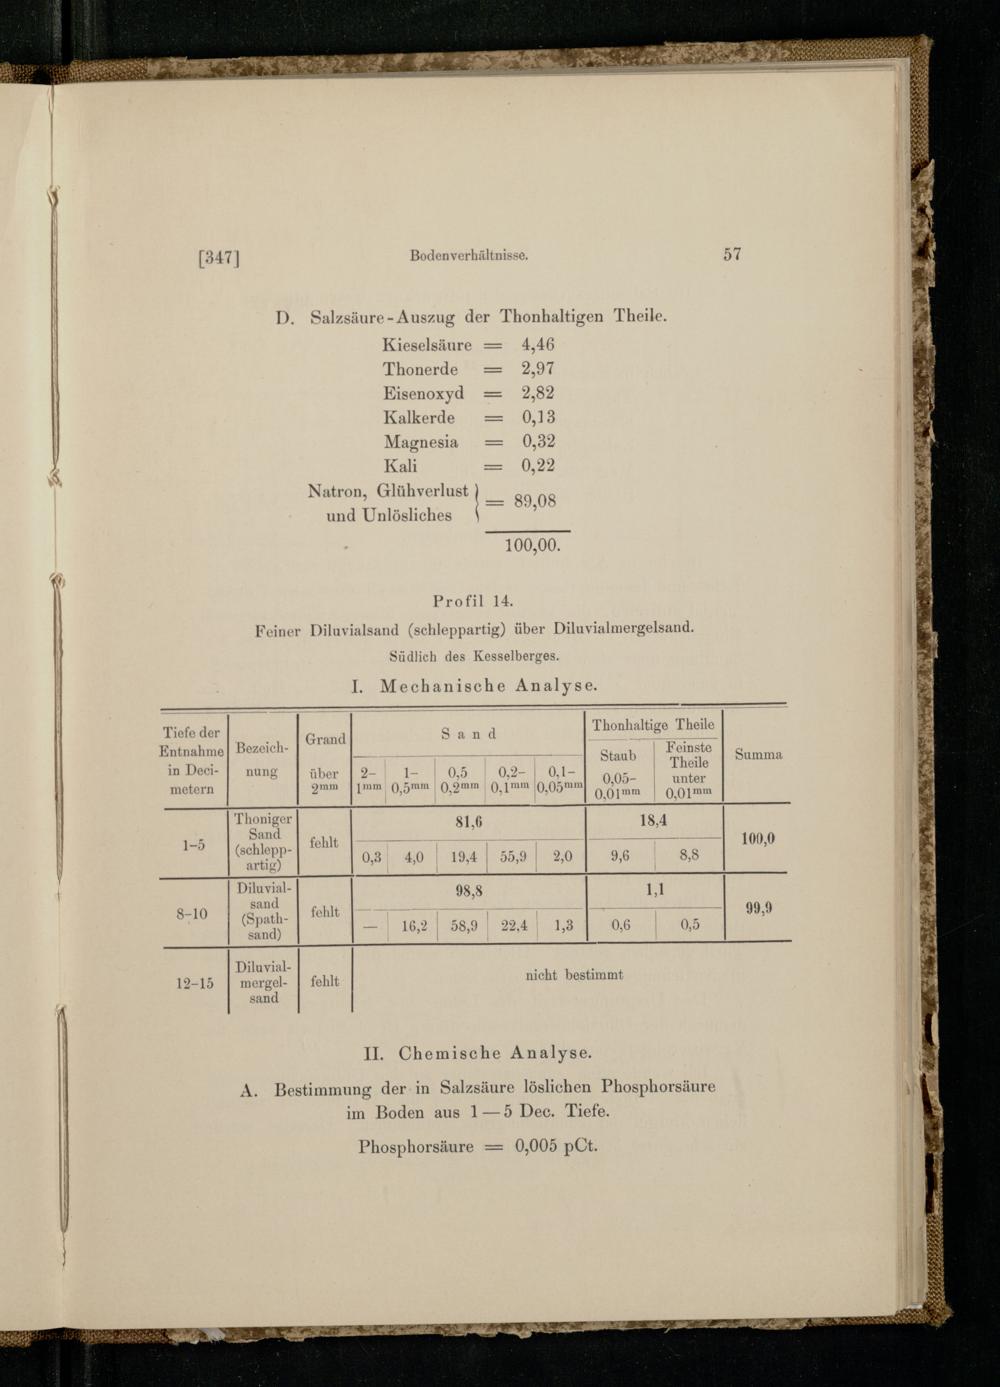 [347] Bodenverhältnisse. 57
D. Salzsäure-Auszug der Thonhaltigen Theile.
Kieselsäure = 4,46
Thonerde = 2,97
Eisenoxyd = 2,82
Kalkerde = 0,13
Magnesia = 0,32
Kali = 0,22
Natron, Glühverlust
und Unlösliches } = 89,08
100,00.
Profil 14.
Feiner Diluvialsand (schleppartig) über Diluvialmergelsand.
Südlich des Kesselberges.
I. Mechanische Analyse.
Tiefe der
Entnahme
in Deci-
metern
Bezeich-
nung
Grand
über
2mm
Sand
2-
1mm
1-
0,5mm
0,5
0,2mm
0,2-
0,1mm
0,1-
0,05mm
Thonhaltige Theile
Staub
0,05-
0,01mm
Feinste
Theile
unter
0,01mm
Summa
1-5
Thoniger
Sand
(schlepp-
artig)
fehlt
81,6
18,4
100,0
0,3 4,0 19,4 55,9 2,0 9,6 8,8
8-10
Diluvial-
sand
(Spath-
sand)
fehlt
98,8
1,1
99,9
— 16,2 58,9 22,4 1,3 0,6 0,5
12-15
Diluvial-
mergel-
sand
fehlt
nicht bestimmt
II. Chemische Analyse.
A. Bestimmung der in Salzsäure löslichen Phosphorsäure
im Boden aus 1—5 Dec. Tiefe.
Phosphorsäure = 0,005 pCt.